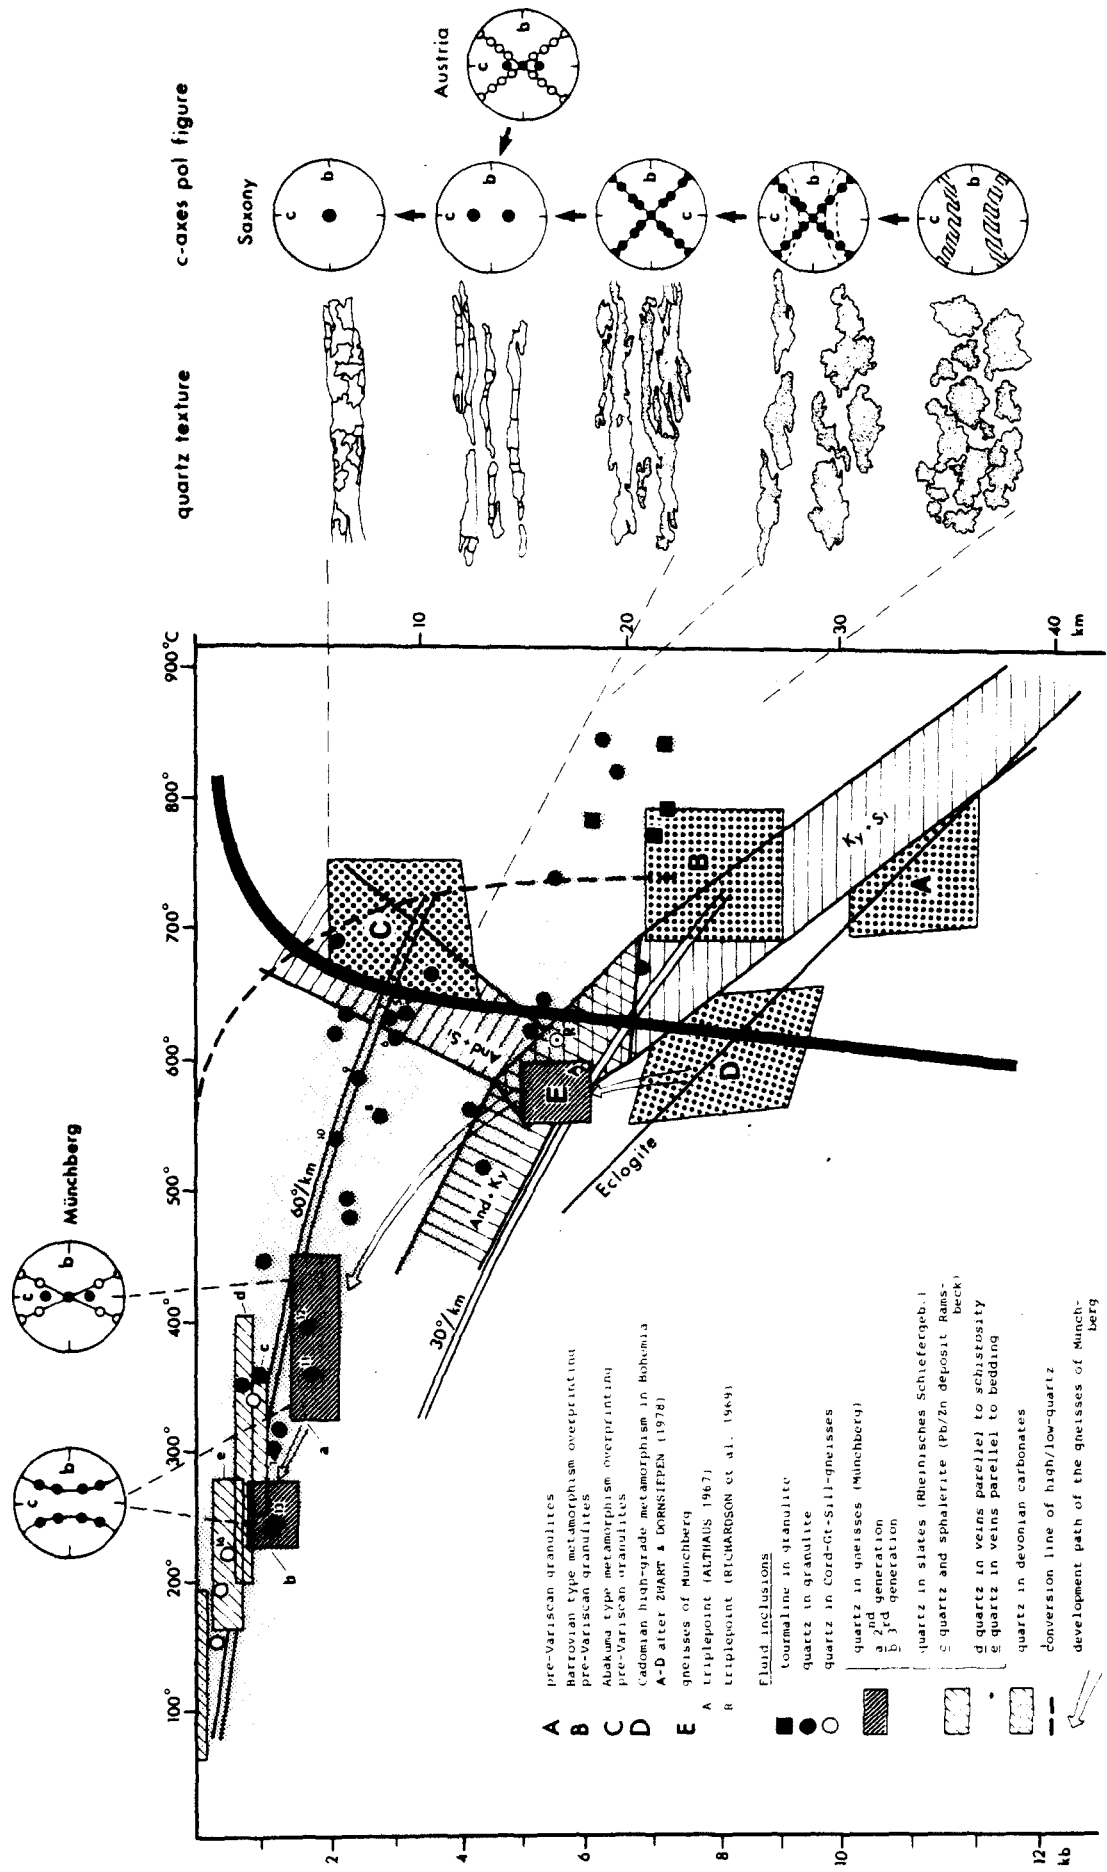 Münchberg
Saxony
c-axes pol figure
Austria
quartz texture
c
b
c
b
c
b
c
b
c
b
c
b
c
b
c
b
100°
200°
300°
400°
500°
600°
700°
800°
900°C
2
4
6
8
10
12
kb
10
20
30
40
km
60°/km
30°/km
And+Ky
And+Si
Ky+Si
Eclogite
A
B
C
D
E
a
b
c
d
e
A pre-Variscan granulites
B Barrovian type metamorphism overprinting
pre-Variscan granulites
C Abakuma type metamorphism overprinting
pre-Variscan granulites
D Cadomian high-grade metamorphism in Bohemia
A-D after ZWART & DORNSIEPEN (1978)
E gneisses of Munchberg
A triplepoint (ALTHAUS 1967)
R triplepoint (RICHARDSON et al. 1969)
Fluid inclusions
tourmaline in granulite
quartz in granulite
quartz in Cord-Gt-Sill-gneisses
quartz in gneisses (Münchberg)
a 2nd generation
b 3rd generation
quartz in slates (Rheinisches Schiefergeb.)
c quartz and sphalerite (Pb/Zn deposit Rams-
beck)
d quartz in veins parallel to schistosity
e quartz in veins parellel to bedding
quartz in devonian carbonates
conversion line of high/low-quartz
development path of the gneisses of Munch-
berg